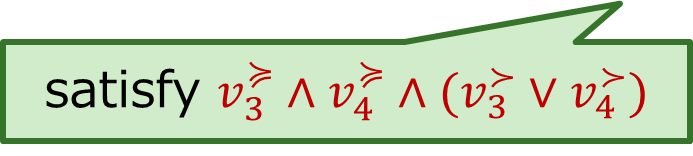 satisfy v₃^≽ ∧ v₄^≽ ∧ (v₃^≻ ∨ v₄^≻)